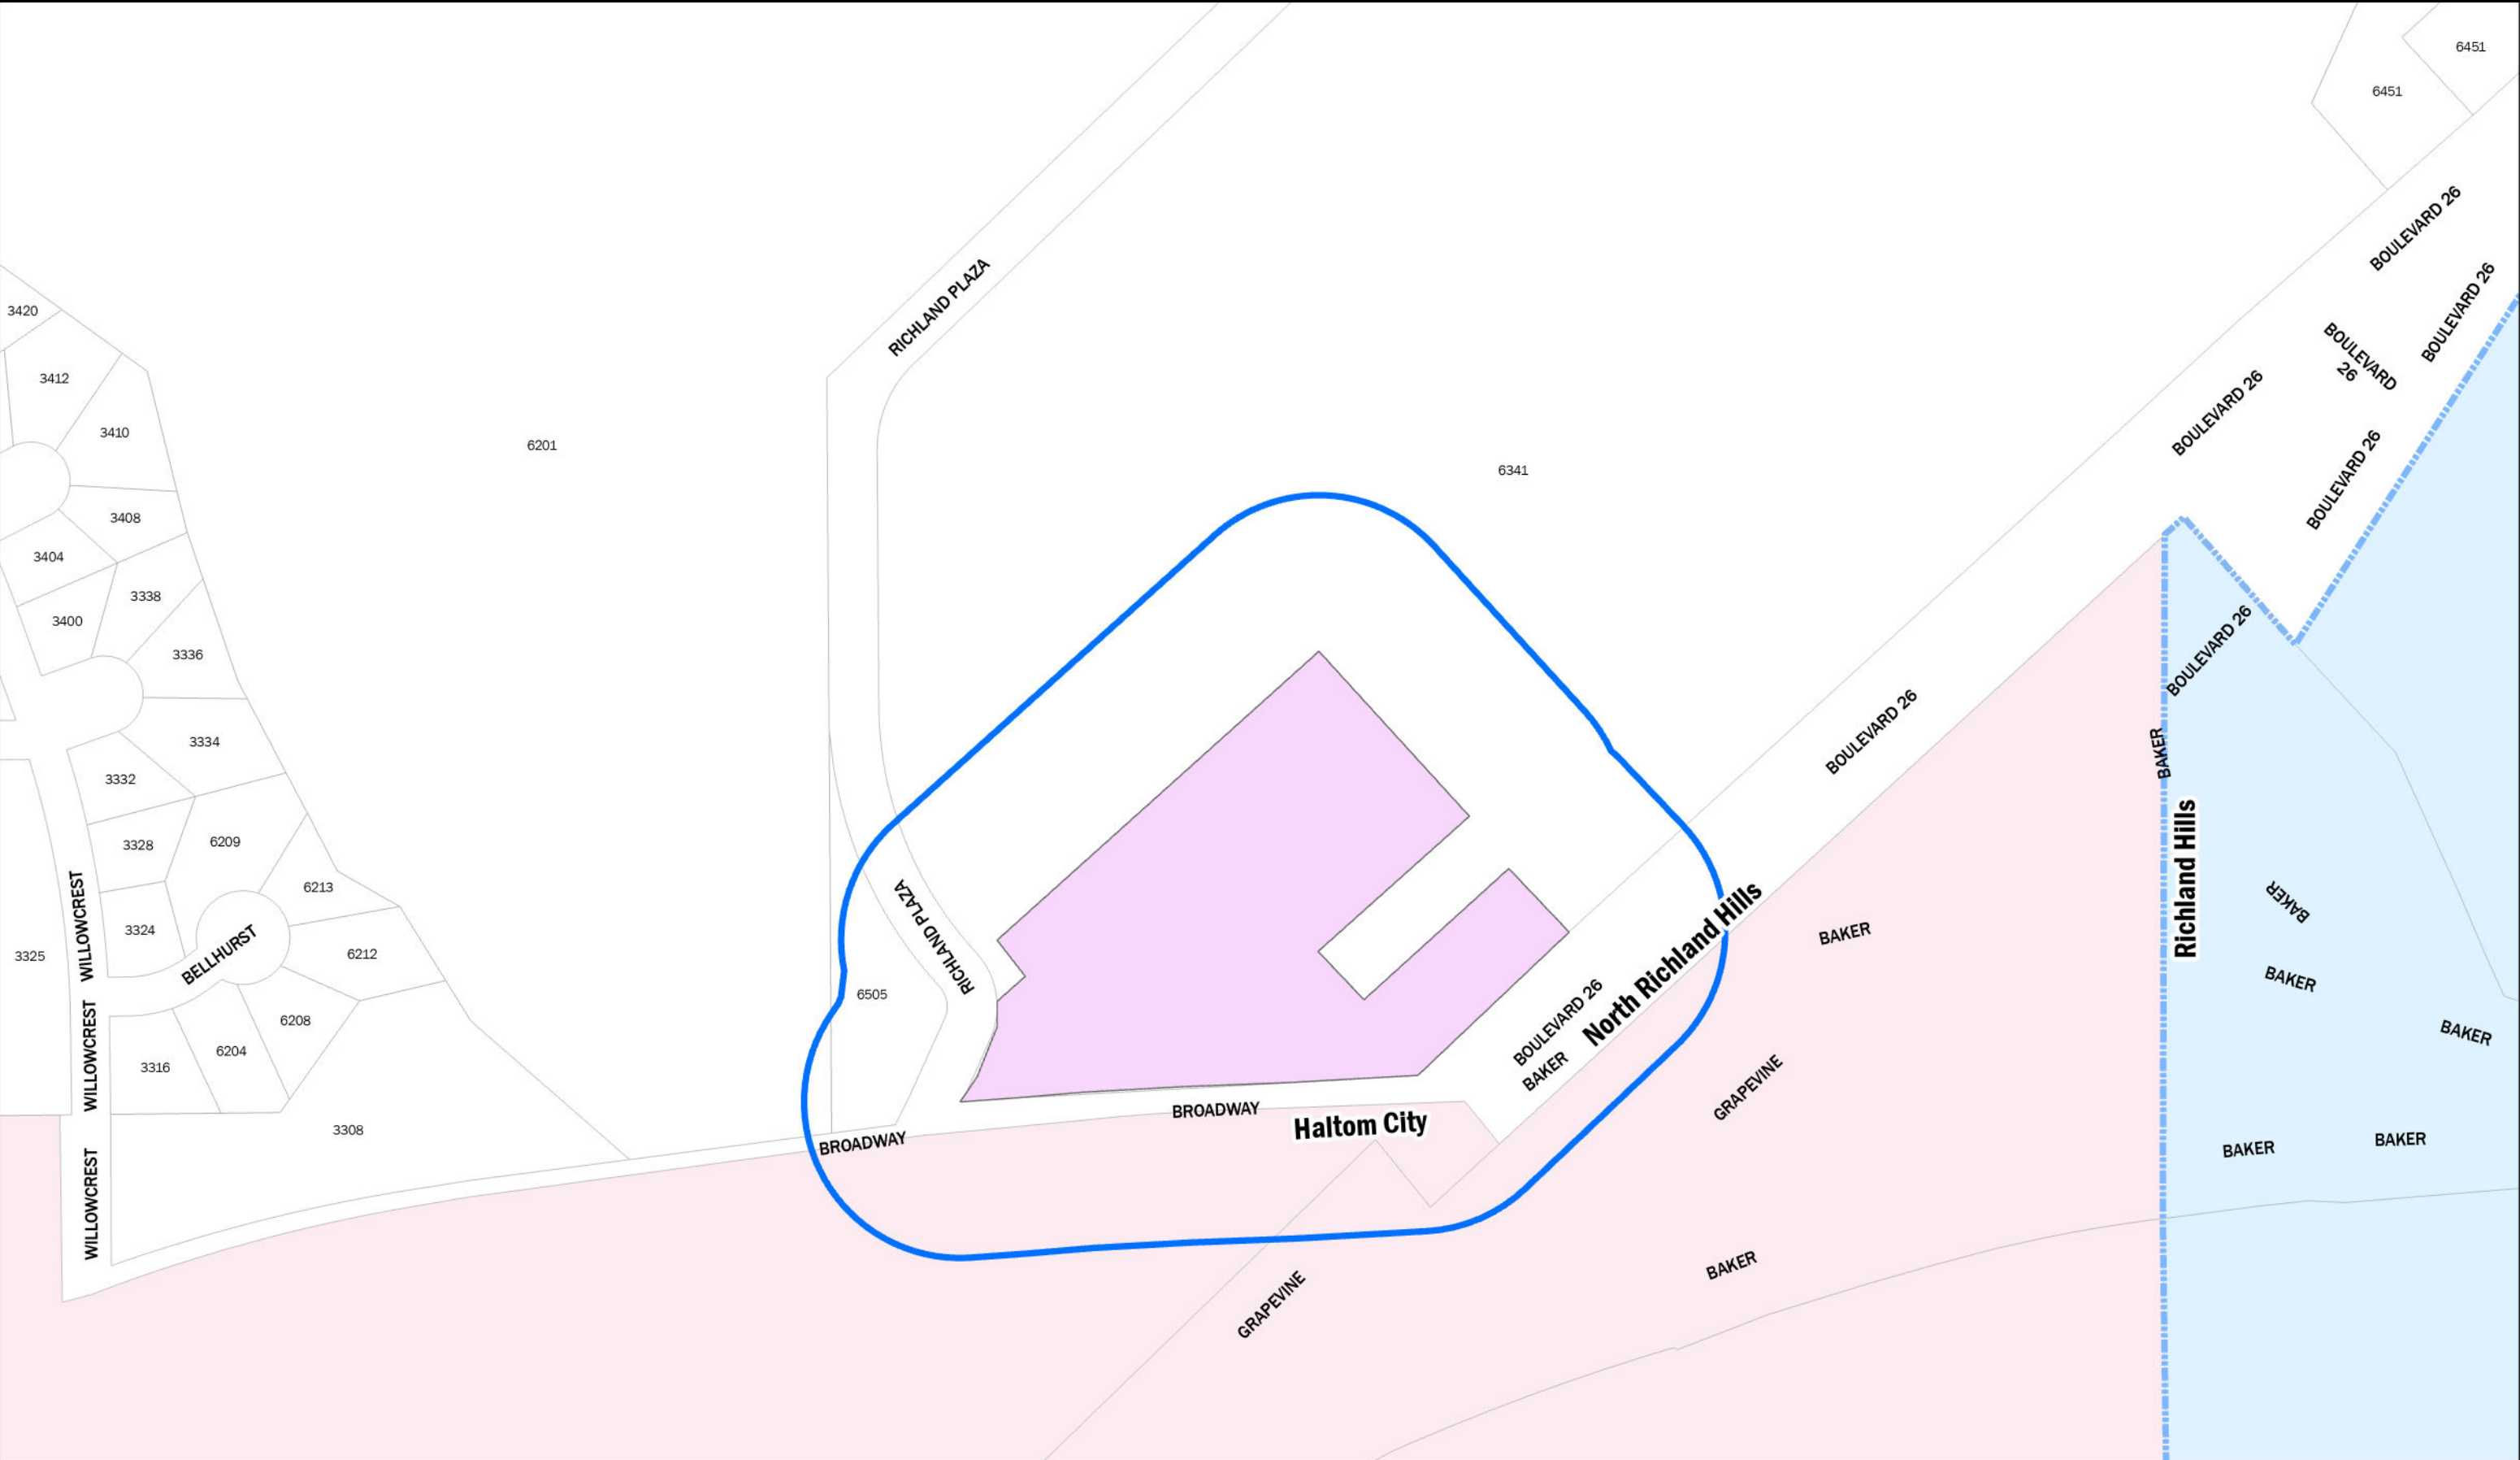 6451
6451
BOULEVARD 26
BOULEVARD 26
RICHLAND PLAZA
3420
BOULEVARD
26
3412
BOULEVARD 26
3410
6201
6341
BOULEVARD 26
3408
3404
3338
3400
BOULEVARD 26
3336
BOULEVARD 26
3334
BAKER
3332
3328
6209
Richland Hills
6213
BAKER
WILLOWCREST
3324
RICHLAND PLAZA
BAKER
BELLHURST
6212
3325
North Richland Hills
BAKER
6505
BOULEVARD 26
6208
BAKER
WILLOWCREST
6204
3316
BAKER
GRAPEVINE
BROADWAY
Haltom City
3308
BROADWAY
BAKER
BAKER
WILLOWCREST
BAKER
GRAPEVINE